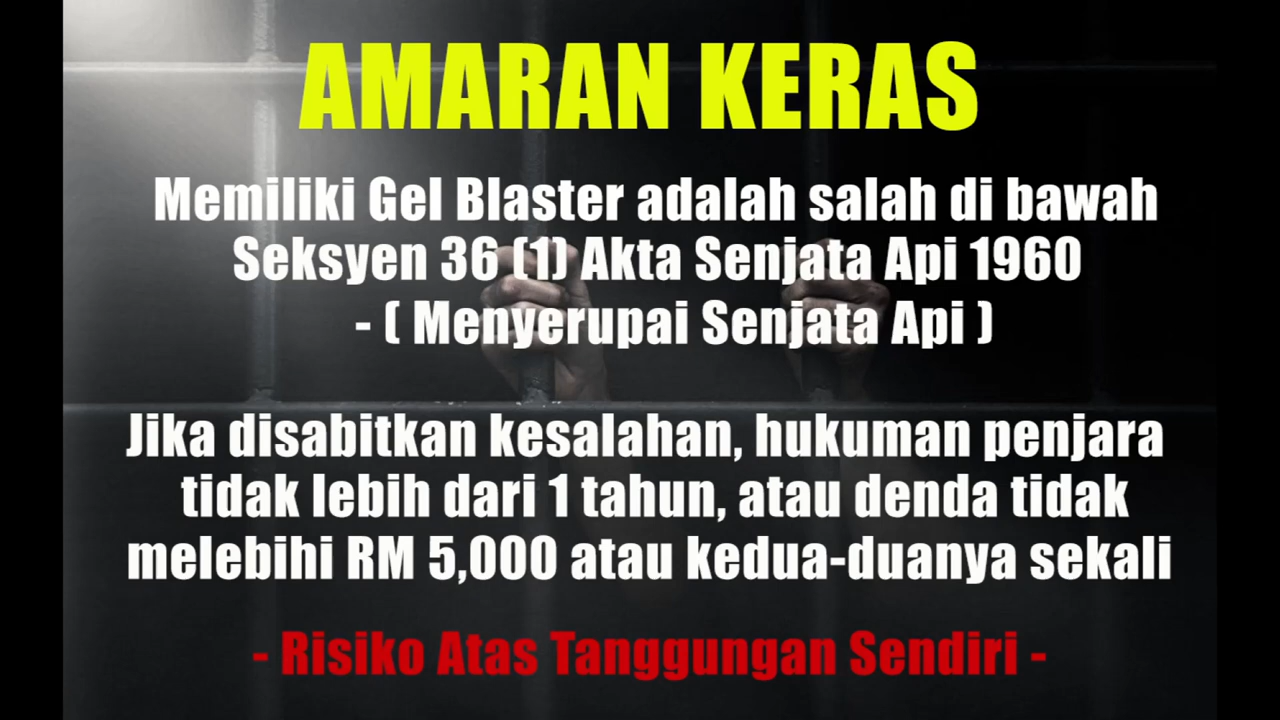 AMARAN KERAS
Memiliki Gel Blaster adalah salah di bawah
Seksyen 36 (1) Akta Senjata Api 1960
- ( Menyerupai Senjata Api )
Jika disabitkan kesalahan, hukuman penjara
tidak lebih dari 1 tahun, atau denda tidak
melebihi RM 5,000 atau kedua-duanya sekali
- Risiko Atas Tanggungan Sendiri -